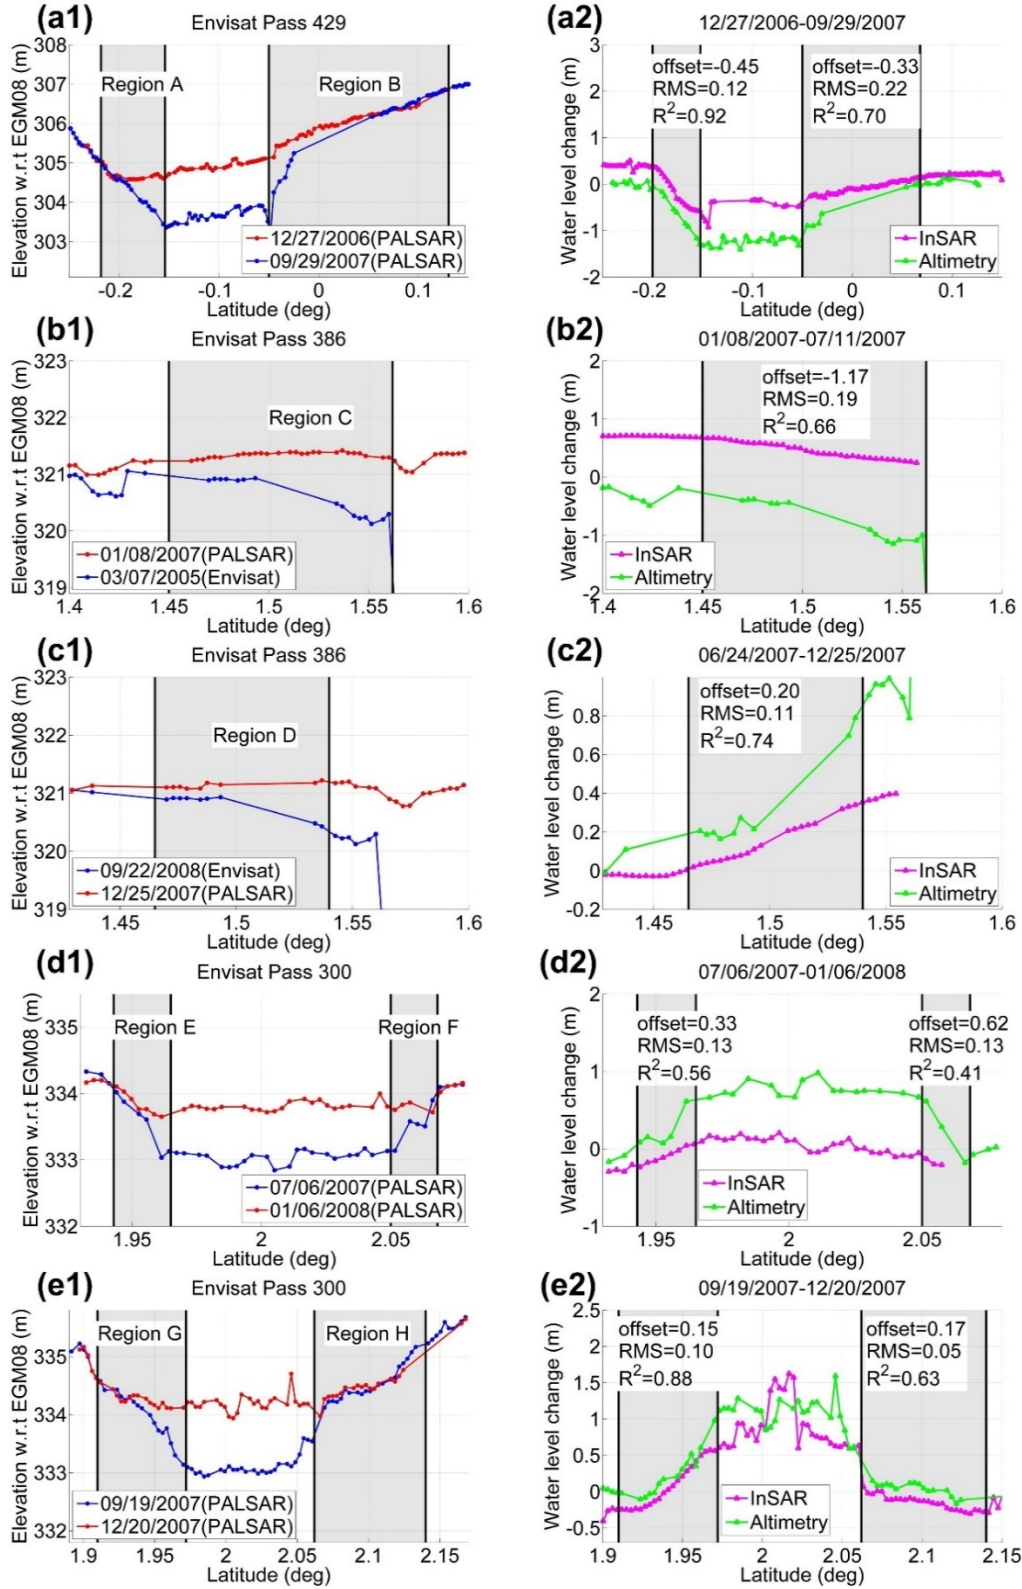 (a1)
Envisat Pass 429
308
307
306
305
304
303
Elevation w.r.t EGM08 (m)
Region A
Region B
12/27/2006(PALSAR)
09/29/2007(PALSAR)
-0.2
-0.1
0
0.1
Latitude (deg)
(a2)
12/27/2006-09/29/2007
3
2
1
0
-1
-2
Water level change (m)
offset=-0.45
RMS=0.12
R²=0.92
offset=-0.33
RMS=0.22
R²=0.70
InSAR
Altimetry
-0.2
-0.1
0
0.1
Latitude (deg)
(b1)
Envisat Pass 386
323
322
321
320
319
Elevation w.r.t EGM08 (m)
Region C
01/08/2007(PALSAR)
03/07/2005(Envisat)
1.4
1.45
1.5
1.55
1.6
Latitude (deg)
(b2)
01/08/2007-07/11/2007
2
1
0
-1
-2
Water level change (m)
offset=-1.17
RMS=0.19
R²=0.66
InSAR
Altimetry
1.4
1.45
1.5
1.55
1.6
Latitude (deg)
(c1)
Envisat Pass 386
323
322
321
320
319
Elevation w.r.t EGM08 (m)
Region D
09/22/2008(Envisat)
12/25/2007(PALSAR)
1.45
1.5
1.55
1.6
Latitude (deg)
(c2)
06/24/2007-12/25/2007
0.8
0.6
0.4
0.2
0
-0.2
Water level change (m)
offset=0.20
RMS=0.11
R²=0.74
InSAR
Altimetry
1.45
1.5
1.55
1.6
Latitude (deg)
(d1)
Envisat Pass 300
335
334
333
332
Elevation w.r.t EGM08 (m)
Region E
Region F
07/06/2007(PALSAR)
01/06/2008(PALSAR)
1.95
2
2.05
Latitude (deg)
(d2)
07/06/2007-01/06/2008
2
1
0
-1
Water level change (m)
offset=0.33
RMS=0.13
R²=0.56
offset=0.62
RMS=0.13
R²=0.41
InSAR
Altimetry
1.95
2
2.05
Latitude (deg)
(e1)
Envisat Pass 300
335
334
333
332
Elevation w.r.t EGM08 (m)
Region G
Region H
09/19/2007(PALSAR)
12/20/2007(PALSAR)
1.9
1.95
2
2.05
2.1
2.15
Latitude (deg)
(e2)
09/19/2007-12/20/2007
2.5
2
1.5
1
0.5
0
-0.5
Water level change (m)
offset=0.15
RMS=0.10
R²=0.88
offset=0.17
RMS=0.05
R²=0.63
InSAR
Altimetry
1.9
1.95
2
2.05
2.1
2.15
Latitude (deg)